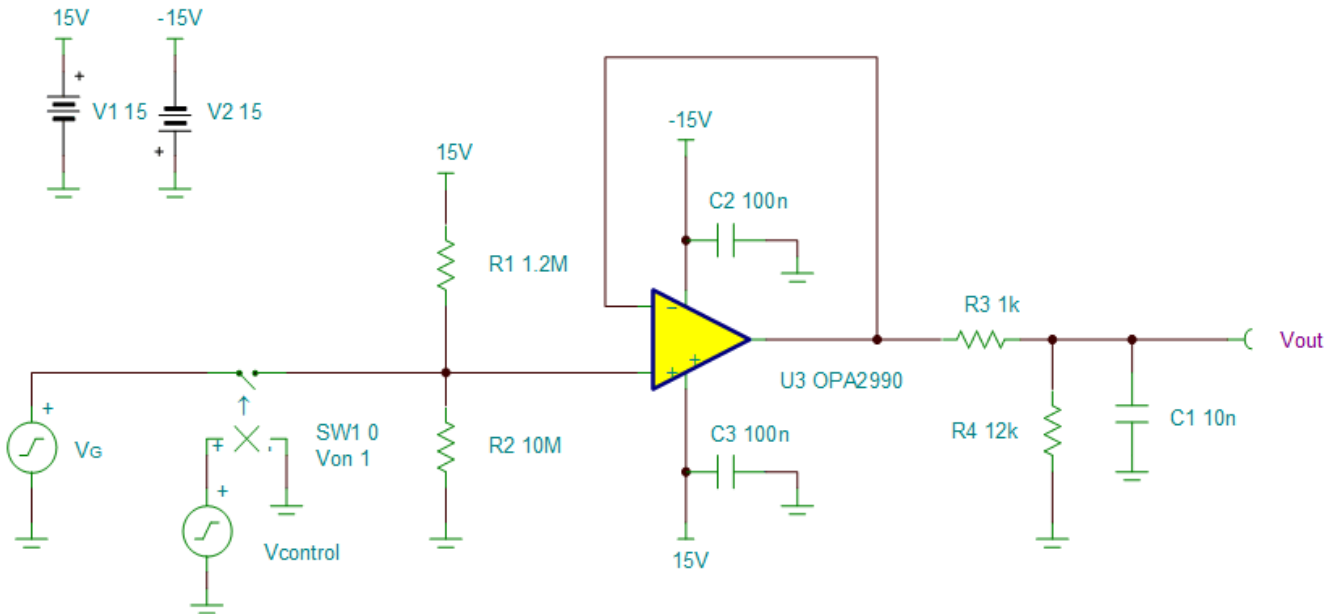 15V
-15V
V1 15
V2 15
15V
-15V
C2 100n
R1 1.2M
R3 1k
Vout
U3 OPA2990
VG
SW1 0
Von 1
R2 10M
C3 100n
R4 12k
C1 10n
Vcontrol
15V